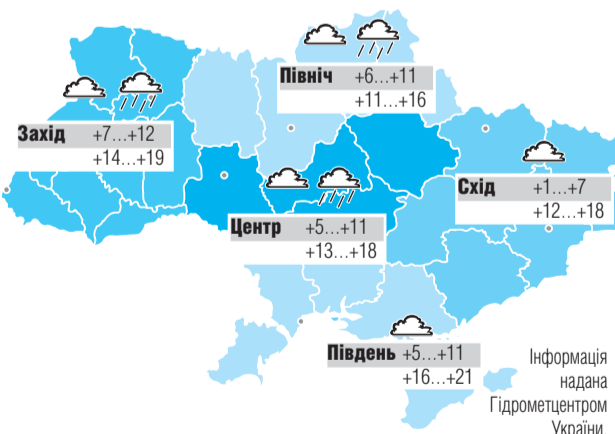 Північ +6...+11
+11...+16
Захід +7...+12
+14...+19
Схід +1...+7
+12...+18
Центр +5...+11
+13...+18
Південь +5...+11
+16...+21
Інформація
надана
Гідрометцентром
України.